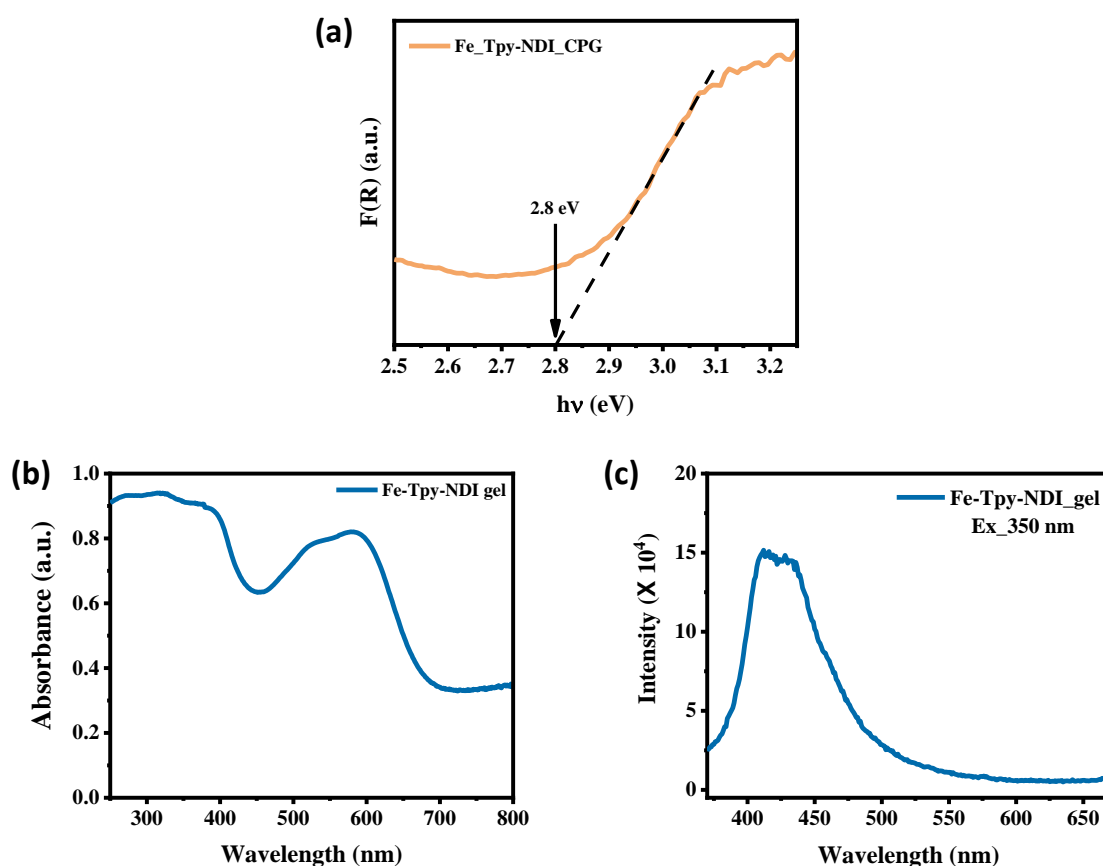 (a)
Fe_Tpy-NDI_CPG
F(R) (a.u.)
2.8 eV
2.5 2.6 2.7 2.8 2.9 3.0 3.1 3.2
hν (eV)
(b)
Fe-Tpy-NDI gel
Absorbance (a.u.)
1.0
0.8
0.6
0.4
0.2
0.0
300 400 500 600 700 800
Wavelength (nm)
(c)
Fe-Tpy-NDI_gel
Ex_350 nm
Intensity (X 10⁴)
20
15
10
5
0
400 450 500 550 600 650
Wavelength (nm)